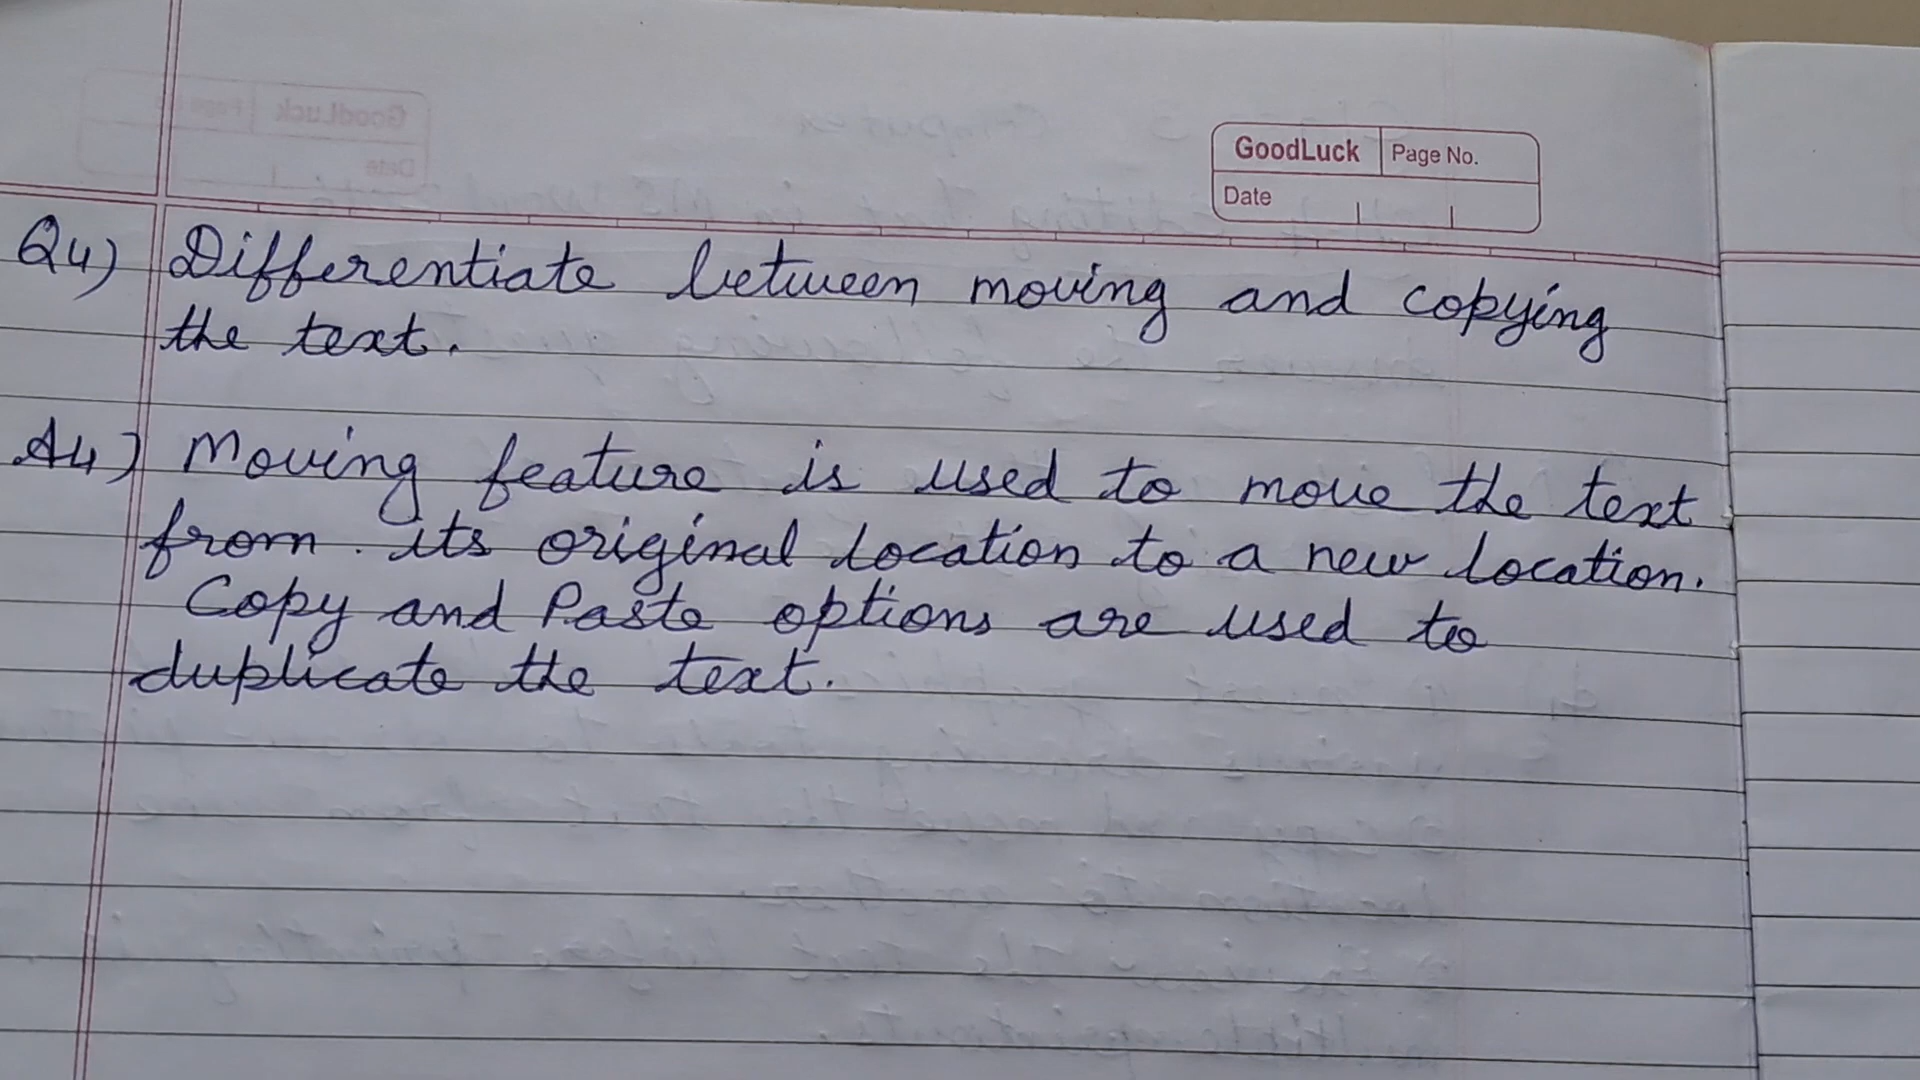 GoodLuck Page No.
Date
Q4) Differentiate between moving and copying
the text.
A4) Moving feature is used to move the text
from its original location to a new location.
Copy and Paste options are used to
duplicate the text.